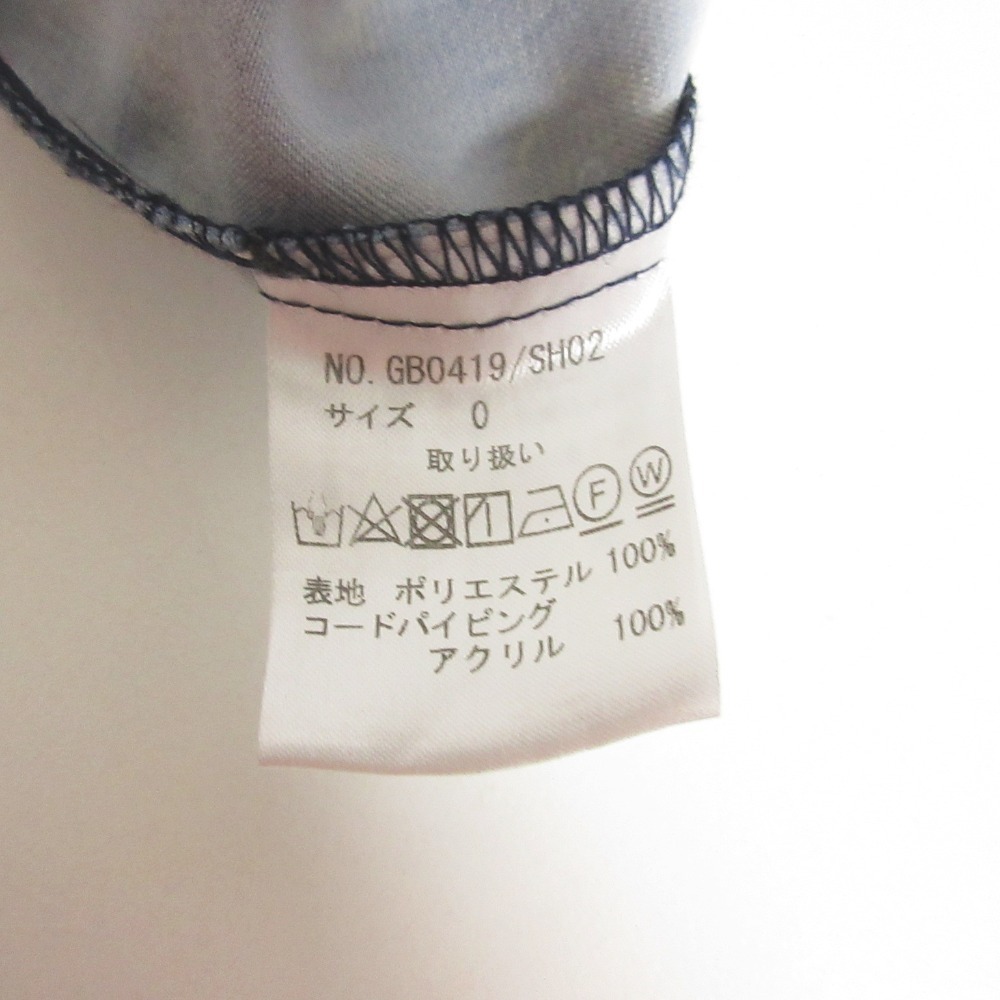 NO. GB0419/SH02
サイズ 0
取り扱い
F W
表地 ポリエステル 100%
コードパイピング
アクリル 100%